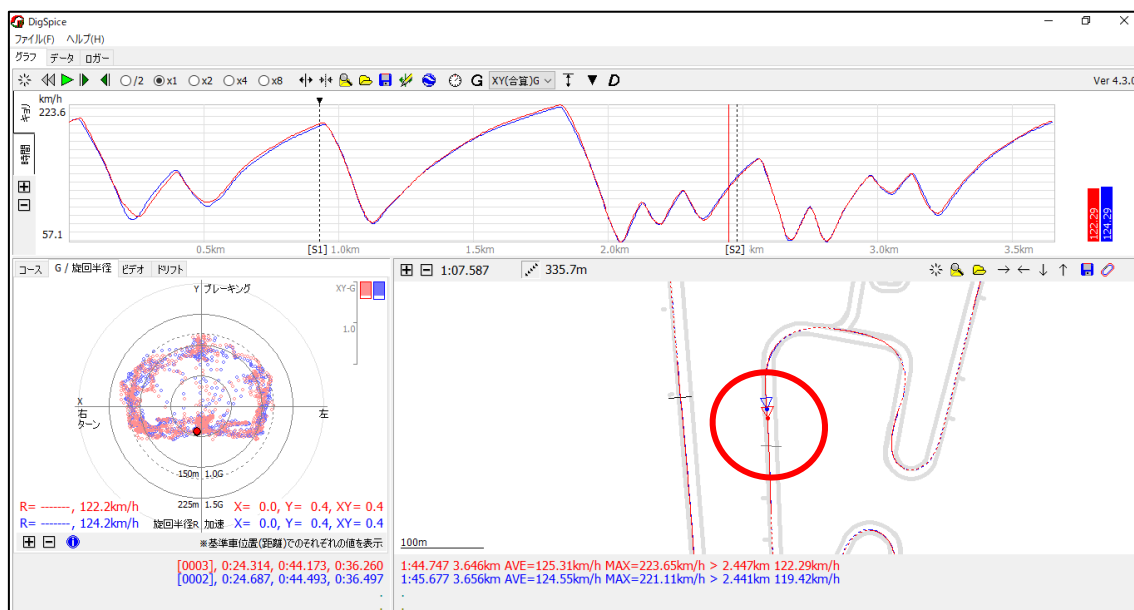 DigSpice
ファイル(F) ヘルプ(H)
グラフ データ ロガー
/2 x1 x2 x4 x8 G XY(合算)G D Ver 4.3.0
km/h
223.6
57.1
キョリ
時間
0.5km [S1] 1.0km 1.5km 2.0km [S2] km 3.0km 3.5km
122.29
124.29
コース G / 旋回半径 ビデオ ドリフト
1:07.587 335.7m
Y ブレーキング
XY-G
1.0
X
右
ターン
左
150m 1.0G
225m 1.5G
R= -------, 122.2km/h X= 0.0, Y= 0.4, XY= 0.4
R= -------, 124.2km/h 旋回半径R 加速 X= 0.0, Y= 0.4, XY= 0.4
※基準車位置(距離)でのそれぞれの値を表示
100m
[0003], 0:24.314, 0:44.173, 0:36.260
[0002], 0:24.687, 0:44.493, 0:36.497
1:44.747 3.646km AVE=125.31km/h MAX=223.65km/h > 2.447km 122.29km/h
1:45.677 3.656km AVE=124.55km/h MAX=221.11km/h > 2.441km 119.42km/h